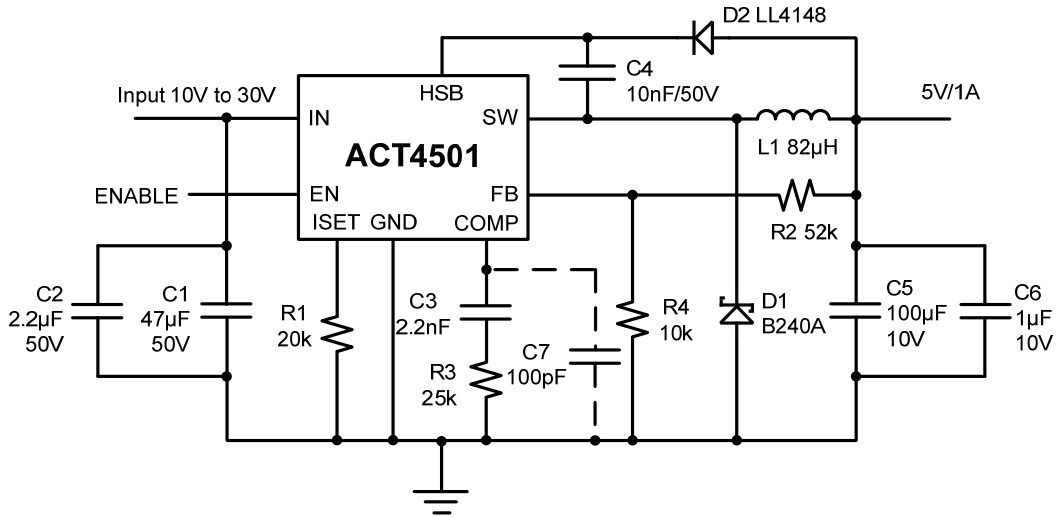 D2 LL4148
C4
10nF/50V
HSB
Input 10V to 30V
IN
SW
5V/1A
L1 82µH
ACT4501
ENABLE
EN
FB
ISET
GND
COMP
R2 52k
C2
2.2µF
50V
C1
47µF
50V
R1
20k
C3
2.2nF
R3
25k
C7
100pF
R4
10k
D1
B240A
C5
100µF
10V
C6
1µF
10V